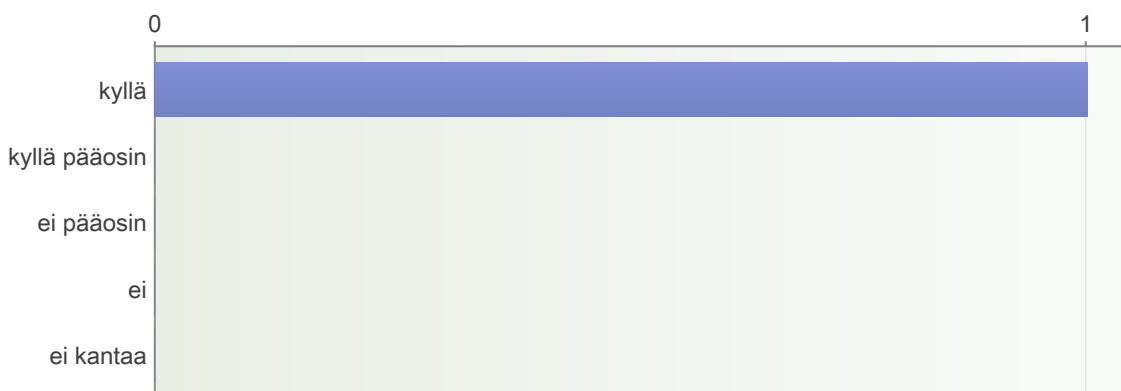 0 1
kyllä
kyllä pääosin
ei pääosin
ei
ei kantaa